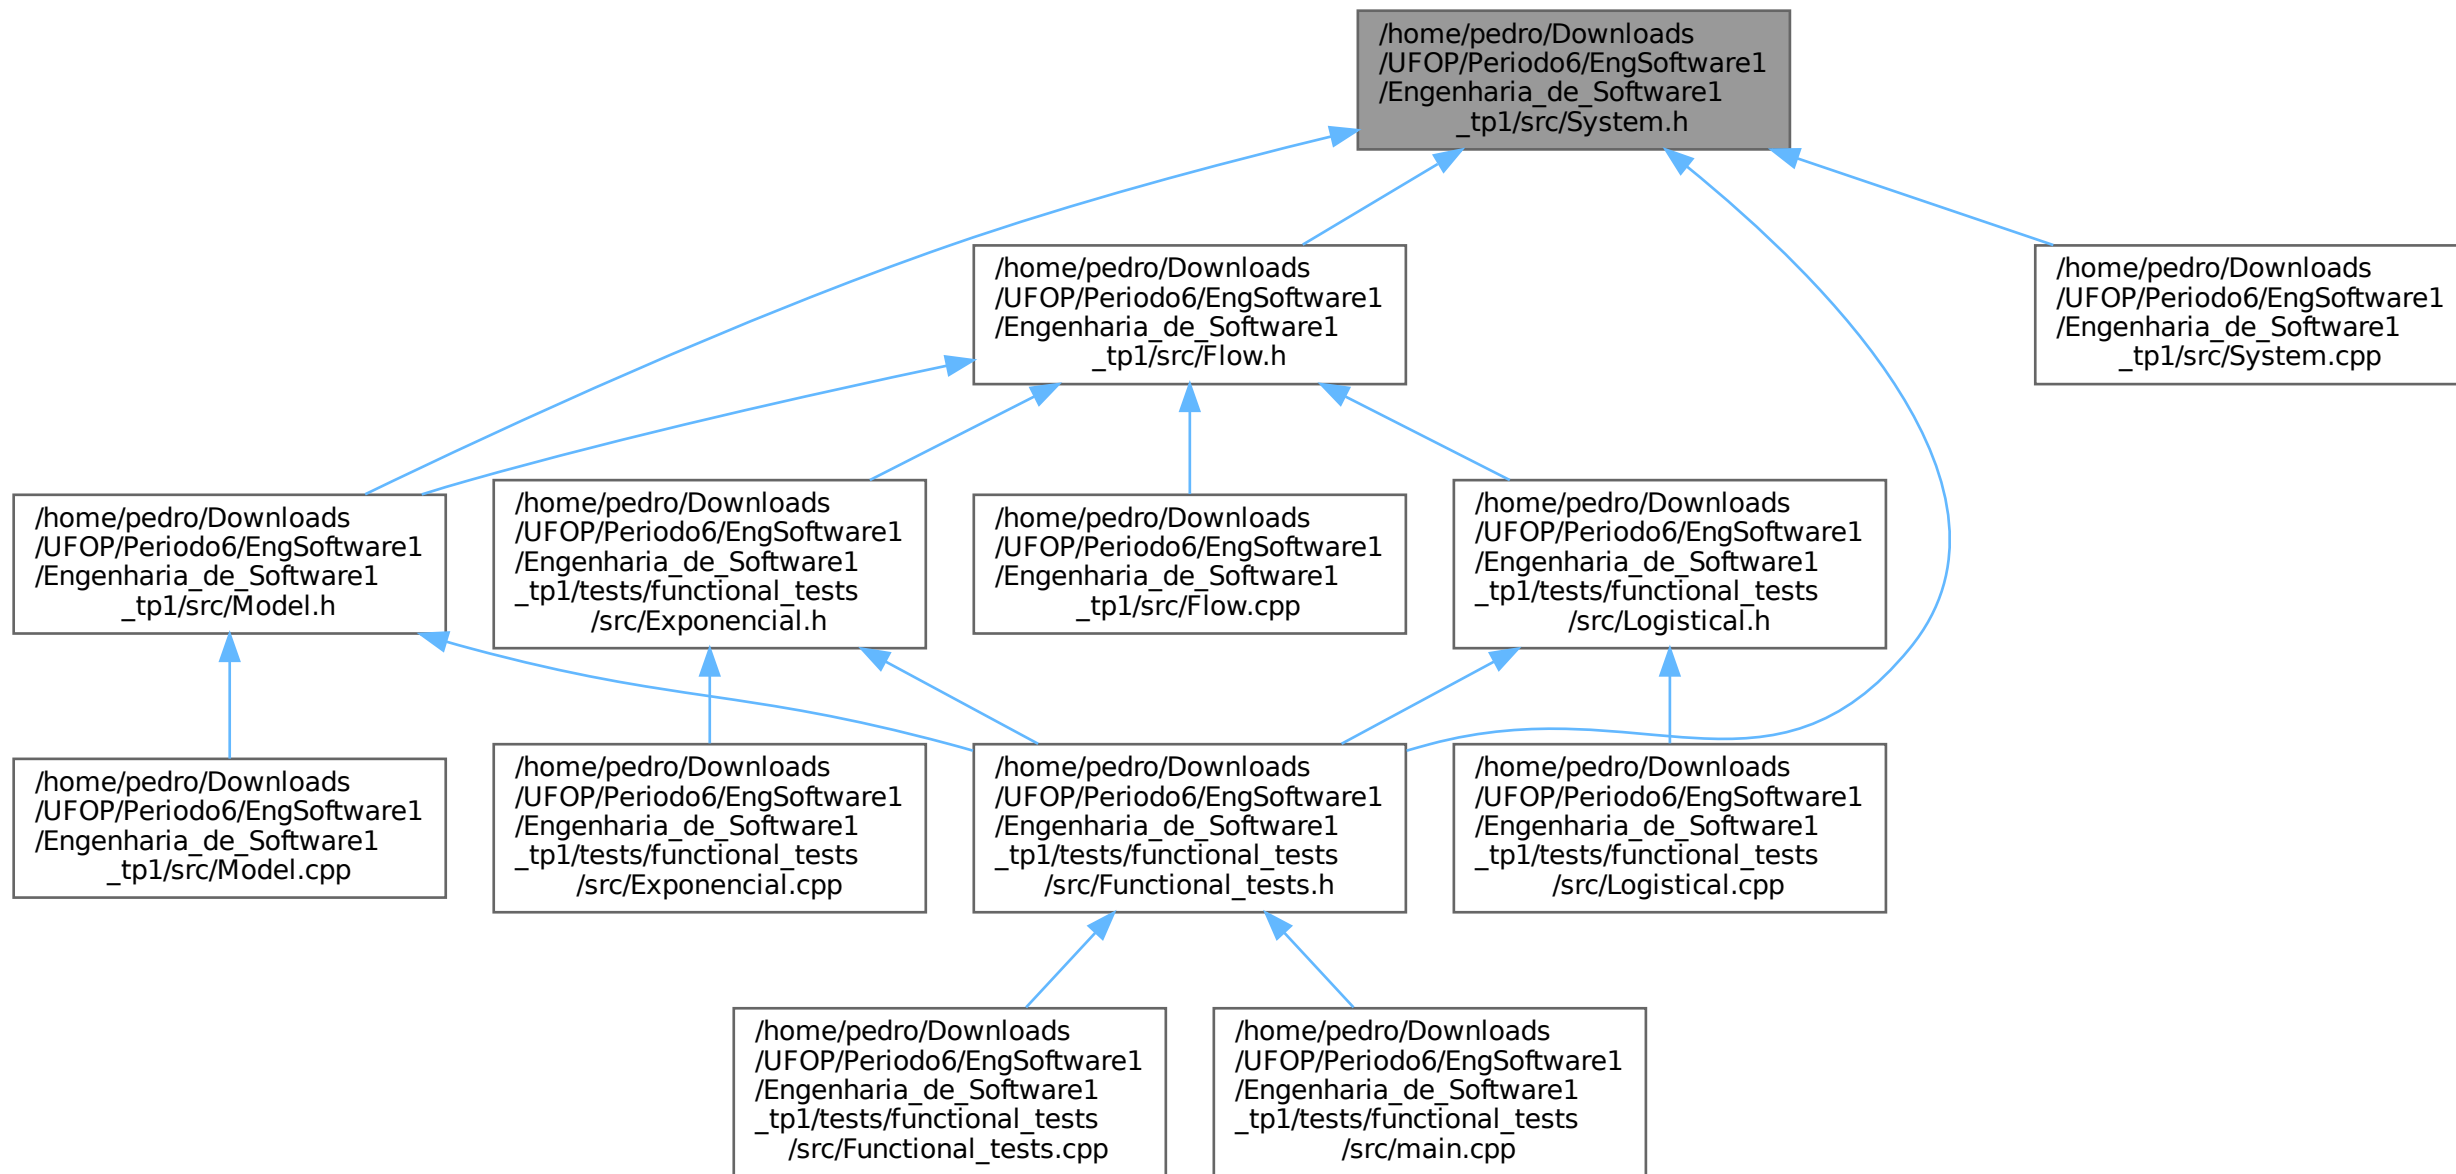 /home/pedro/Downloads
/UFOP/Periodo6/EngSoftware1
/Engenharia_de_Software1
_tp1/src/System.h
/home/pedro/Downloads
/UFOP/Periodo6/EngSoftware1
/Engenharia_de_Software1
_tp1/src/Flow.h
/home/pedro/Downloads
/UFOP/Periodo6/EngSoftware1
/Engenharia_de_Software1
_tp1/src/System.cpp
/home/pedro/Downloads
/UFOP/Periodo6/EngSoftware1
/Engenharia_de_Software1
_tp1/src/Model.h
/home/pedro/Downloads
/UFOP/Periodo6/EngSoftware1
/Engenharia_de_Software1
_tp1/tests/functional_tests
/src/Exponencial.h
/home/pedro/Downloads
/UFOP/Periodo6/EngSoftware1
/Engenharia_de_Software1
_tp1/src/Flow.cpp
/home/pedro/Downloads
/UFOP/Periodo6/EngSoftware1
/Engenharia_de_Software1
_tp1/tests/functional_tests
/src/Logistical.h
/home/pedro/Downloads
/UFOP/Periodo6/EngSoftware1
/Engenharia_de_Software1
_tp1/src/Model.cpp
/home/pedro/Downloads
/UFOP/Periodo6/EngSoftware1
/Engenharia_de_Software1
_tp1/tests/functional_tests
/src/Exponencial.cpp
/home/pedro/Downloads
/UFOP/Periodo6/EngSoftware1
/Engenharia_de_Software1
_tp1/tests/functional_tests
/src/Functional_tests.h
/home/pedro/Downloads
/UFOP/Periodo6/EngSoftware1
/Engenharia_de_Software1
_tp1/tests/functional_tests
/src/Logistical.cpp
/home/pedro/Downloads
/UFOP/Periodo6/EngSoftware1
/Engenharia_de_Software1
_tp1/tests/functional_tests
/src/Functional_tests.cpp
/home/pedro/Downloads
/UFOP/Periodo6/EngSoftware1
/Engenharia_de_Software1
_tp1/tests/functional_tests
/src/main.cpp